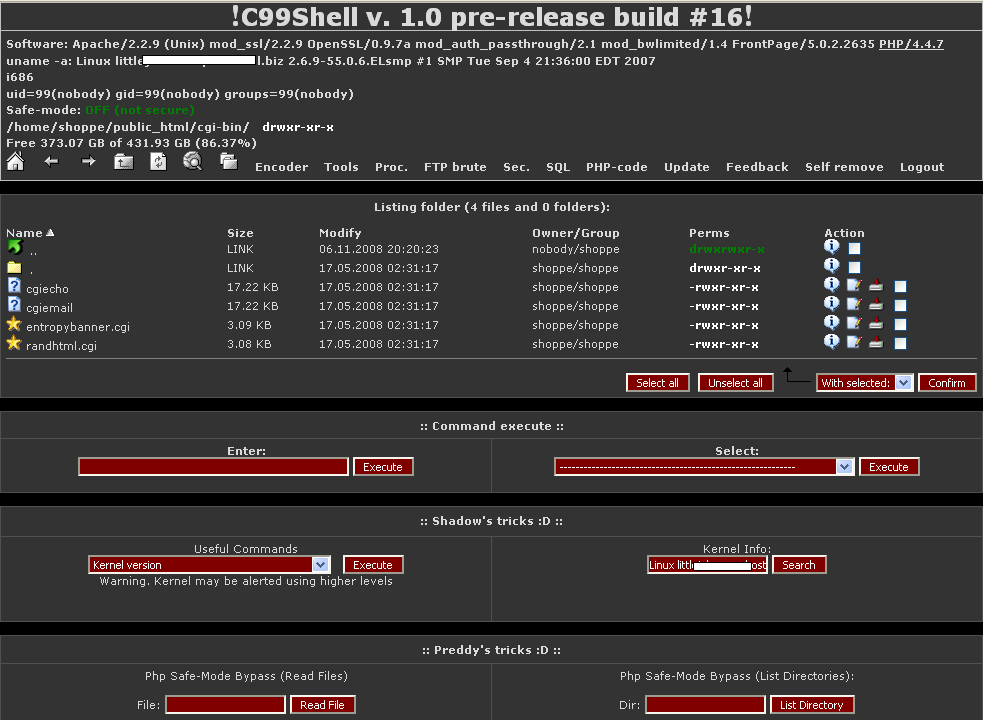 !C99Shell v. 1.0 pre-release build #16!
Software: Apache/2.2.9 (Unix) mod_ssl/2.2.9 OpenSSL/0.9.7a mod_auth_passthrough/2.1 mod_bwlimited/1.4 FrontPage/5.0.2.2635 PHP/4.4.7
uname -a: Linux little l.biz 2.6.9-55.0.6.ELsmp #1 SMP Tue Sep 4 21:36:00 EDT 2007
i686
uid=99(nobody) gid=99(nobody) groups=99(nobody)
Safe-mode: OFF (not secure)
/home/shoppe/public_html/cgi-bin/ drwxr-xr-x
Free 373.07 GB of 431.93 GB (86.37%)
Encoder Tools Proc. FTP brute Sec. SQL PHP-code Update Feedback Self remove Logout
Listing folder (4 files and 0 folders):
Name Size Modify Owner/Group Perms Action
.. LINK 06.11.2008 20:20:23 nobody/shoppe drwxrwxr-x
. LINK 17.05.2008 02:31:17 shoppe/shoppe drwxr-xr-x
cgiecho 17.22 KB 17.05.2008 02:31:17 shoppe/shoppe -rwxr-xr-x
cgiemail 17.22 KB 17.05.2008 02:31:17 shoppe/shoppe -rwxr-xr-x
entropybanner.cgi 3.09 KB 17.05.2008 02:31:17 shoppe/shoppe -rwxr-xr-x
randhtml.cgi 3.08 KB 17.05.2008 02:31:17 shoppe/shoppe -rwxr-xr-x
Select all Unselect all With selected: Confirm
:: Command execute ::
Enter: Select:
Execute ------------------------------------------------------------ Execute
:: Shadow's tricks :D ::
Useful Commands Kernel Info:
Kernel version Execute Linux littl ost Search
Warning. Kernel may be alerted using higher levels
:: Preddy's tricks :D ::
Php Safe-Mode Bypass (Read Files) Php Safe-Mode Bypass (List Directories):
File: Read File Dir: List Directory